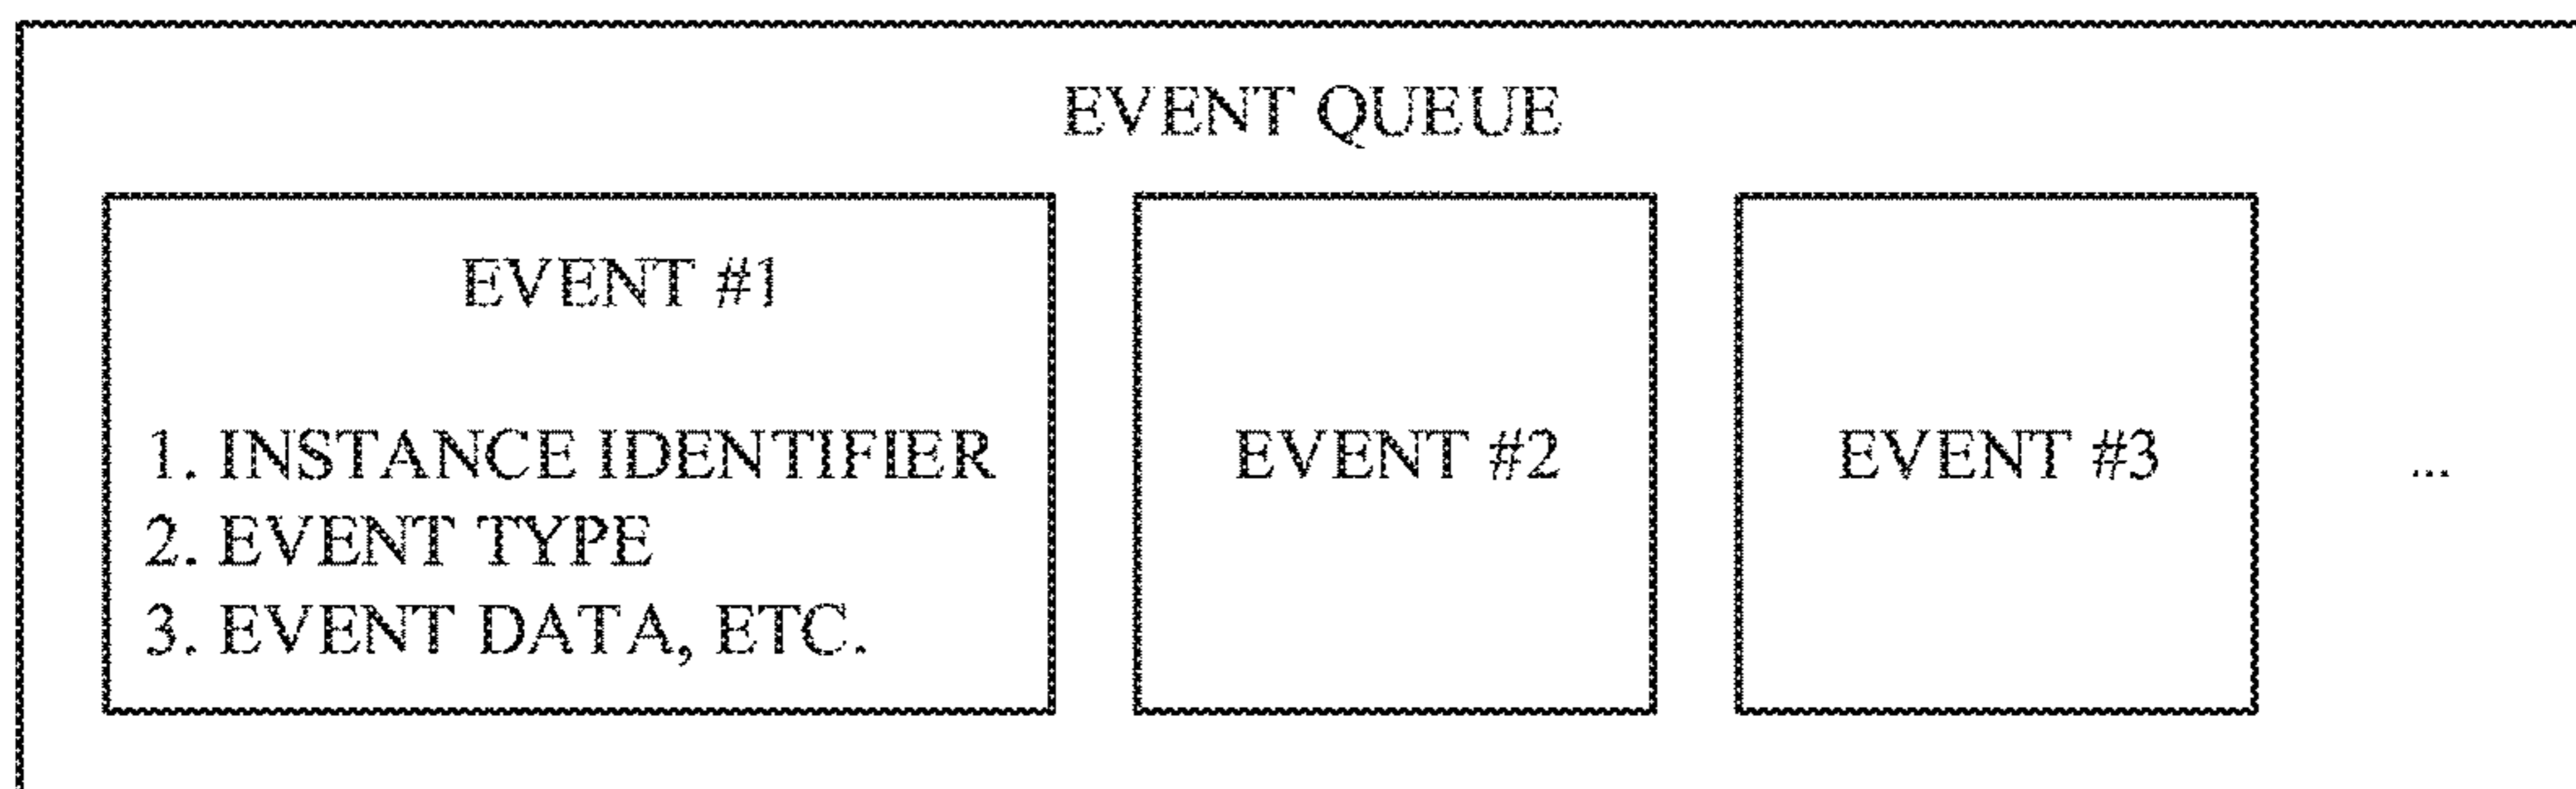 EVENT QUEUE
EVENT #1
1. INSTANCE IDENTIFIER
2. EVENT TYPE
3. EVENT DATA, ETC.
EVENT #2
EVENT #3
...